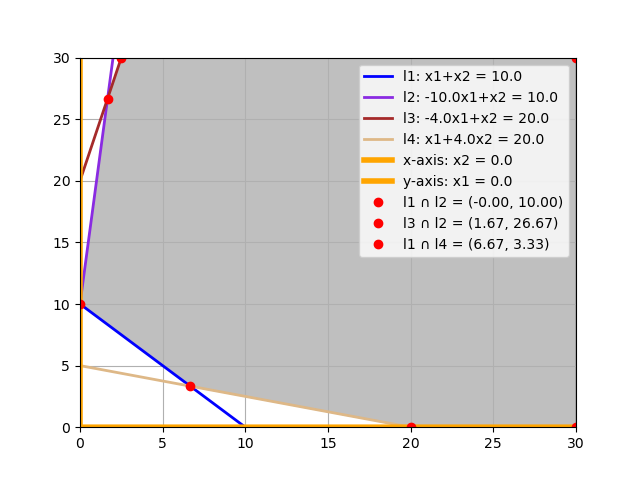 30
25
20
15
10
5
0
0
5
10
15
20
25
30
l1: x1+x2 = 10.0
l2: -10.0x1+x2 = 10.0
l3: -4.0x1+x2 = 20.0
l4: x1+4.0x2 = 20.0
x-axis: x2 = 0.0
y-axis: x1 = 0.0
l1 ∩ l2 = (-0.00, 10.00)
l3 ∩ l2 = (1.67, 26.67)
l1 ∩ l4 = (6.67, 3.33)